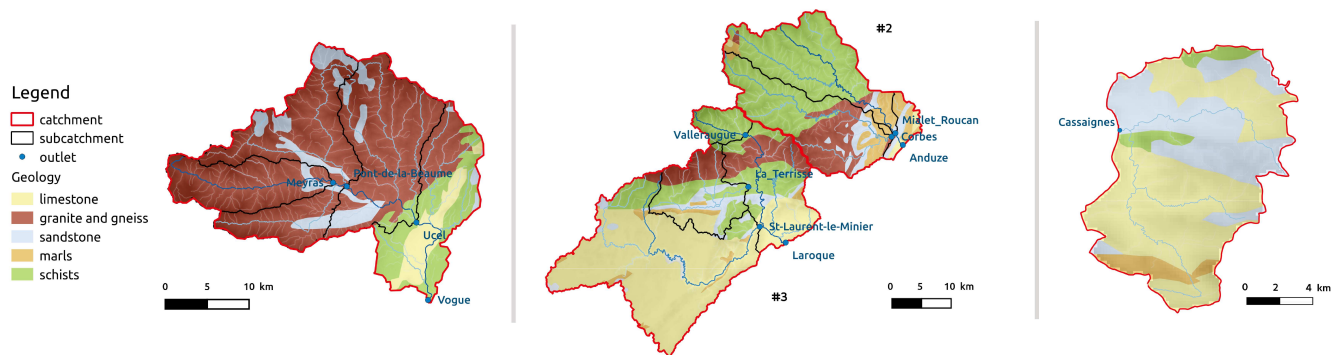 Legend
catchment
subcatchment
outlet
Geology
limestone
granite and gneiss
sandstone
marls
schists
Meyras
Pont-de-la-Beaume
Ucel
Vogue
0 5 10 km
#2
Mialet_Roucan
Corbes
Anduze
Valleraugue
La_Terrisse
St-Laurent-le-Minier
Laroque
#3
0 5 10 km
Cassaignes
0 2 4 km